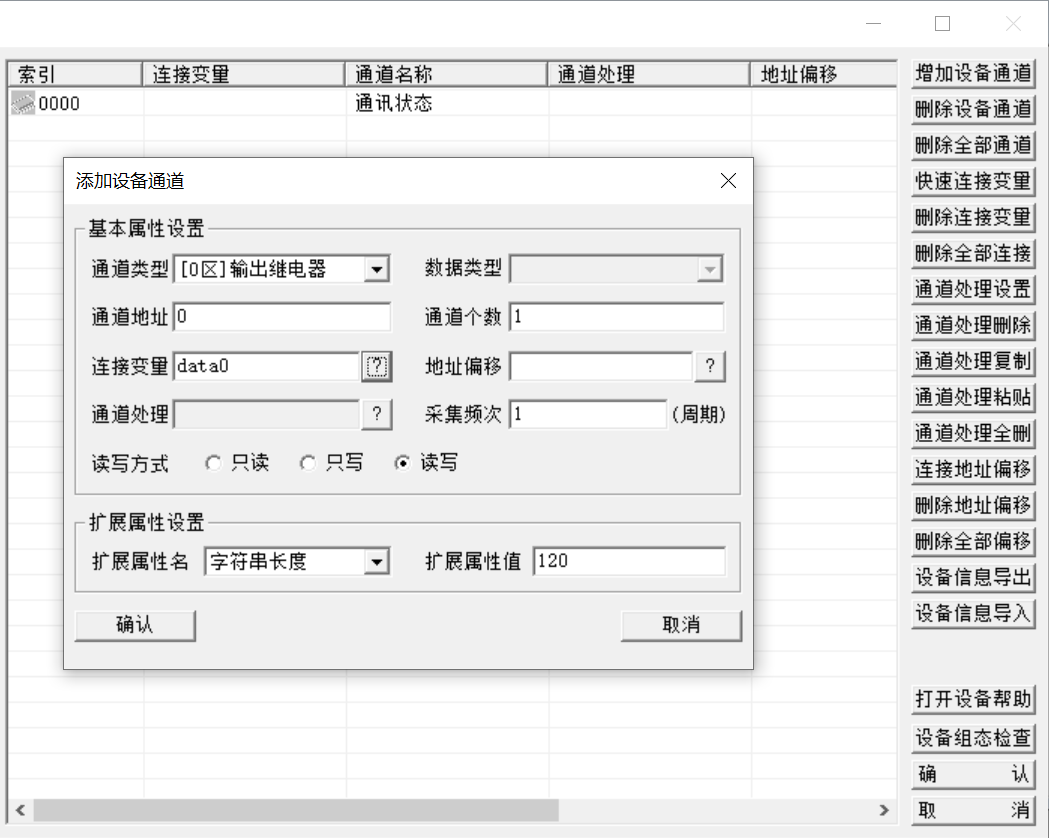 索引 连接变量 通道名称 通道处理 地址偏移
0000 通讯状态
添加设备通道
基本属性设置
通道类型 [0区]输出继电器 数据类型
通道地址 0 通道个数 1
连接变量 data0 ? 地址偏移 ?
通道处理 ? 采集频次 1 (周期)
读写方式 只读 只写 读写
扩展属性设置
扩展属性名 字符串长度 扩展属性值 120
确认 取消
增加设备通道
删除设备通道
删除全部通道
快速连接变量
删除连接变量
删除全部连接
通道处理设置
通道处理删除
通道处理复制
通道处理粘贴
通道处理全删
连接地址偏移
删除地址偏移
删除全部偏移
设备信息导出
设备信息导入
打开设备帮助
设备组态检查
确 认
取 消